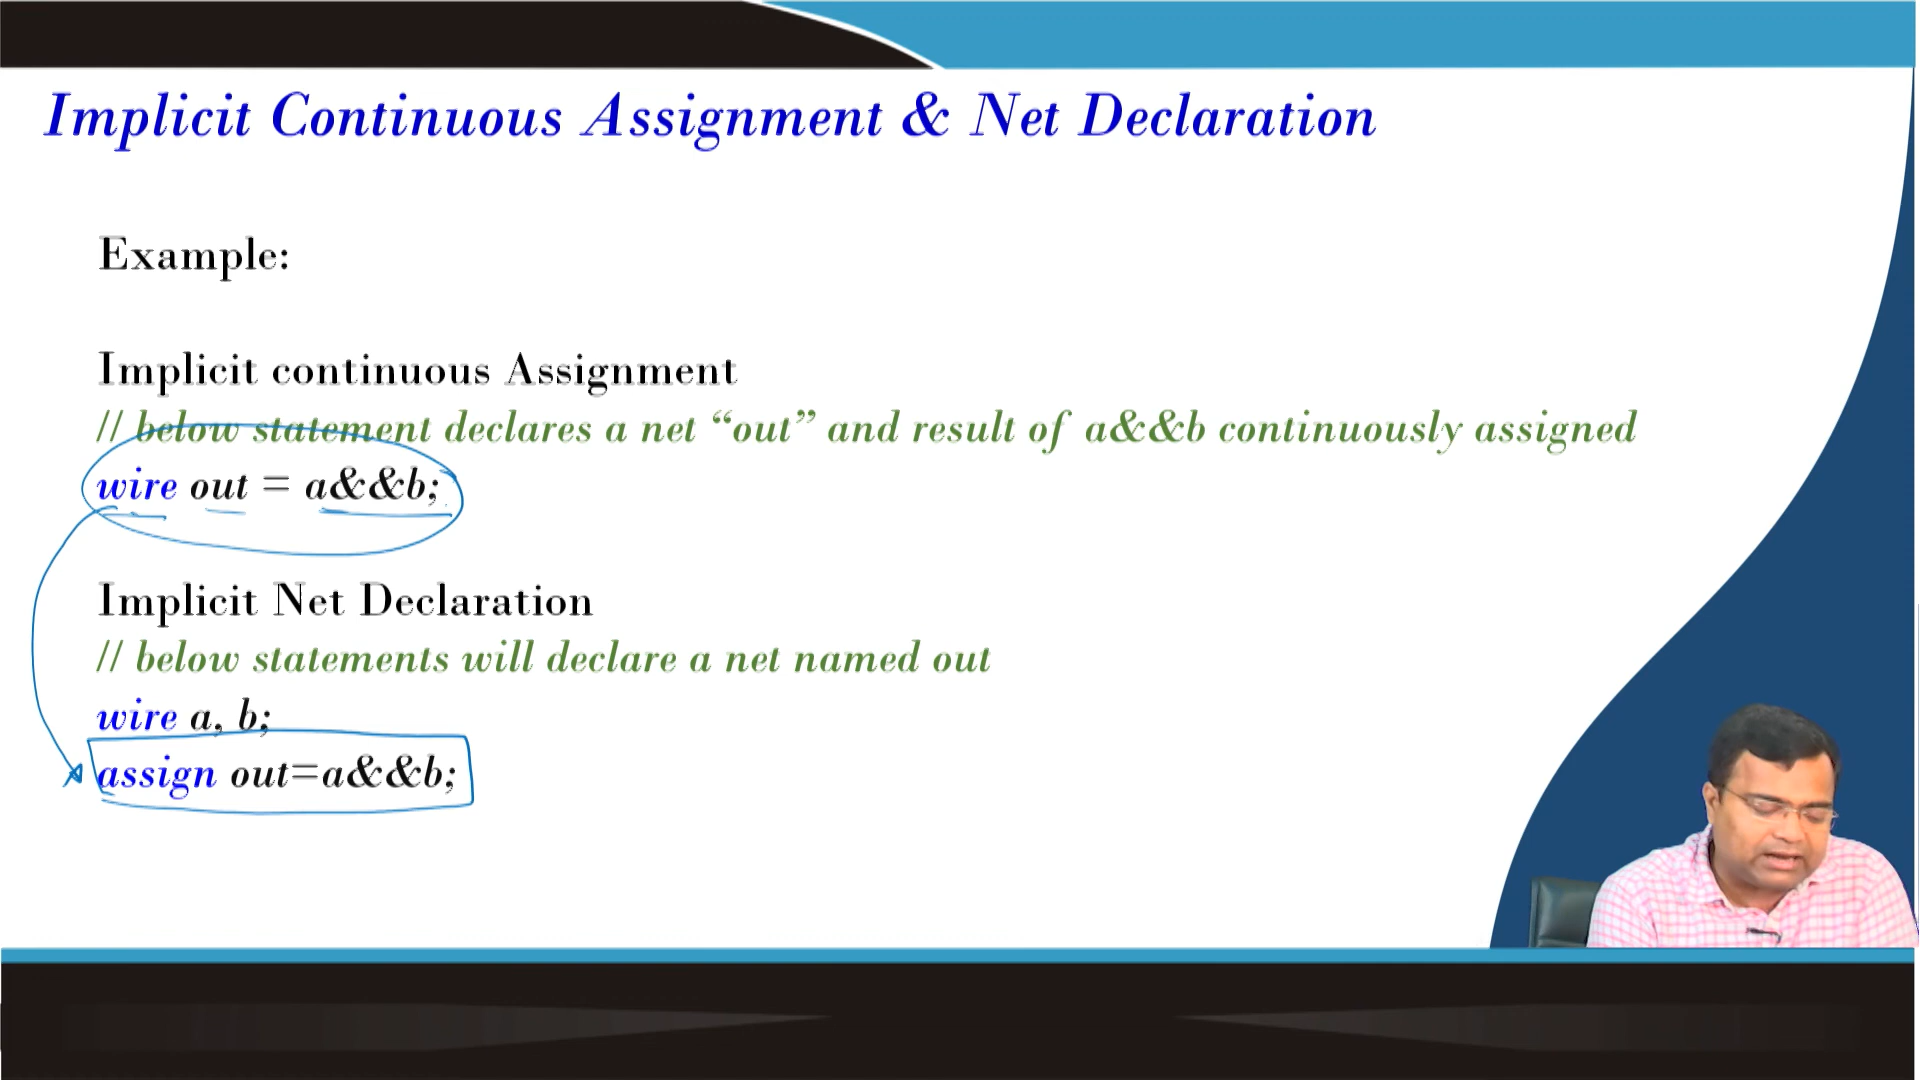 Implicit Continuous Assignment & Net Declaration
Example:
Implicit continuous Assignment
// below statement declares a net “out” and result of a&&b continuously assigned
wire out = a&&b;
Implicit Net Declaration
// below statements will declare a net named out
wire a, b;
assign out=a&&b;